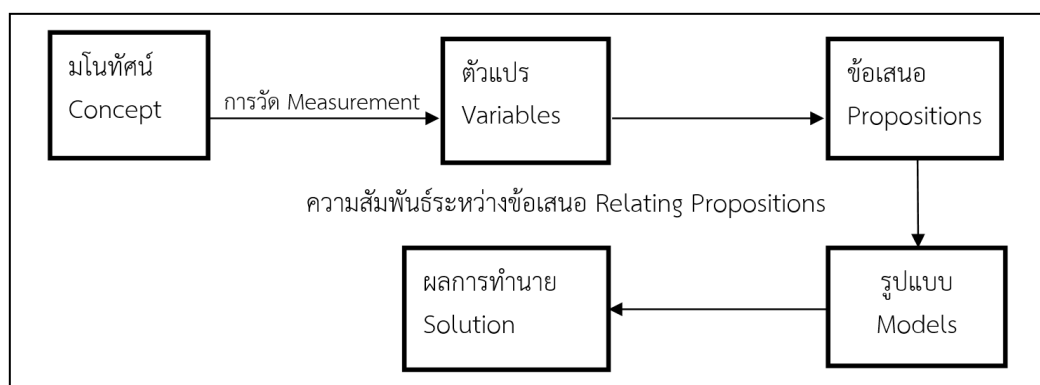 มโนทัศน์
Concept
การวัด Measurement
ตัวแปร
Variables
ข้อเสนอ
Propositions
ความสัมพันธ์ระหว่างข้อเสนอ Relating Propositions
รูปแบบ
Models
ผลการทำนาย
Solution